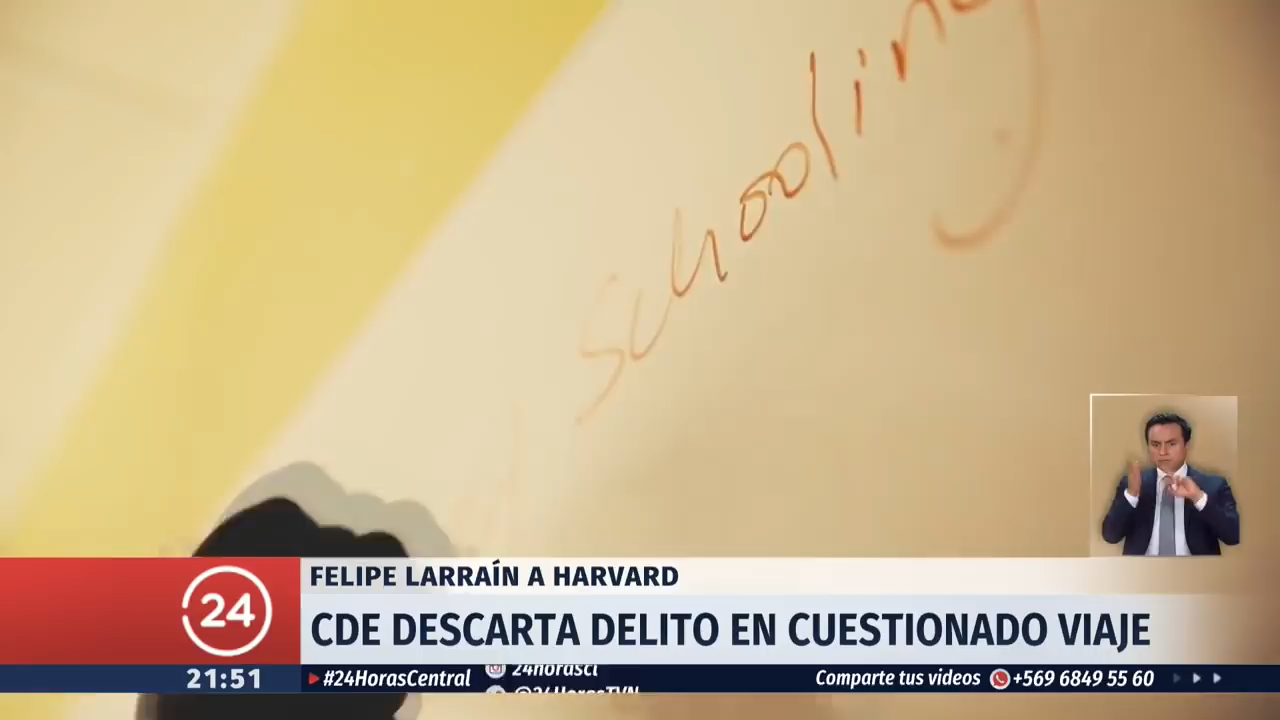 schooling
FELIPE LARRAÍN A HARVARD
CDE DESCARTA DELITO EN CUESTIONADO VIAJE
24
21:51 #24HorasCentral 24horascl Comparte tus videos +569 6849 55 60
@24HorasTVN